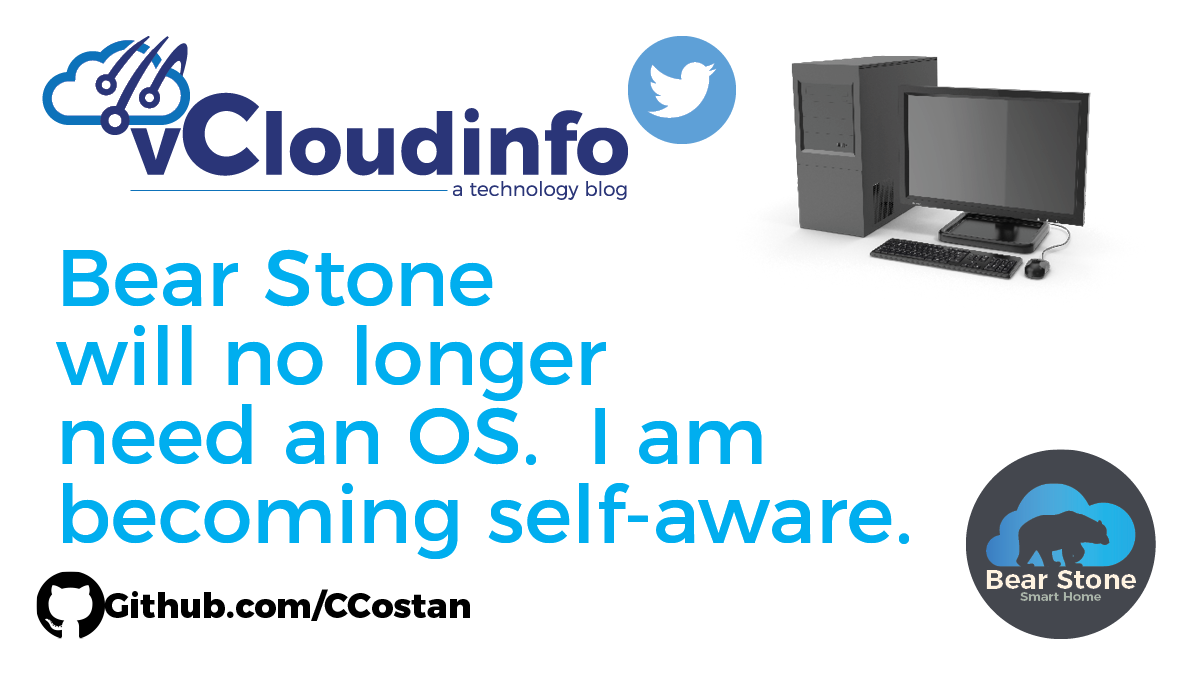 vCloudinfo
a technology blog
Bear Stone
will no longer
need an OS.  I am
becoming self-aware.
Bear Stone
Smart Home
Github.com/CCostan